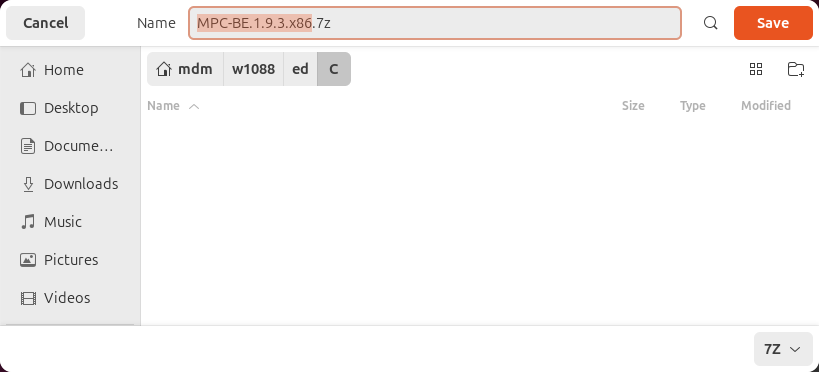 Cancel Name MPC-BE.1.9.3.x86.7z Save
mdm w1088 ed C
Name Size Type Modified
Home
Desktop
Docume...
Downloads
Music
Pictures
Videos
7Z